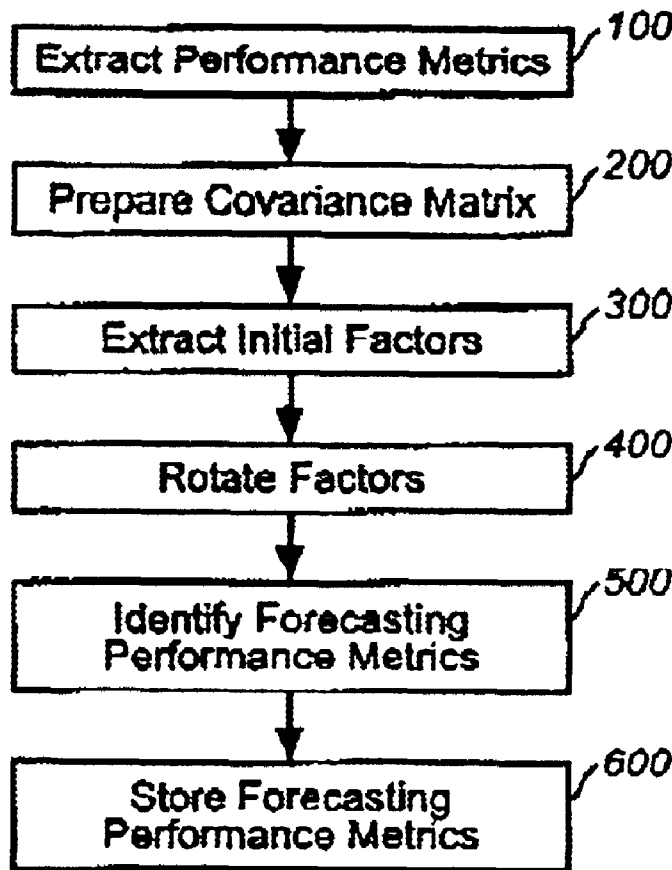 100
Extract Performance Metrics
200
Prepare Covariance Matrix
300
Extract Initial Factors
400
Rotate Factors
500
Identify Forecasting
Performance Metrics
600
Store Forecasting
Performance Metrics